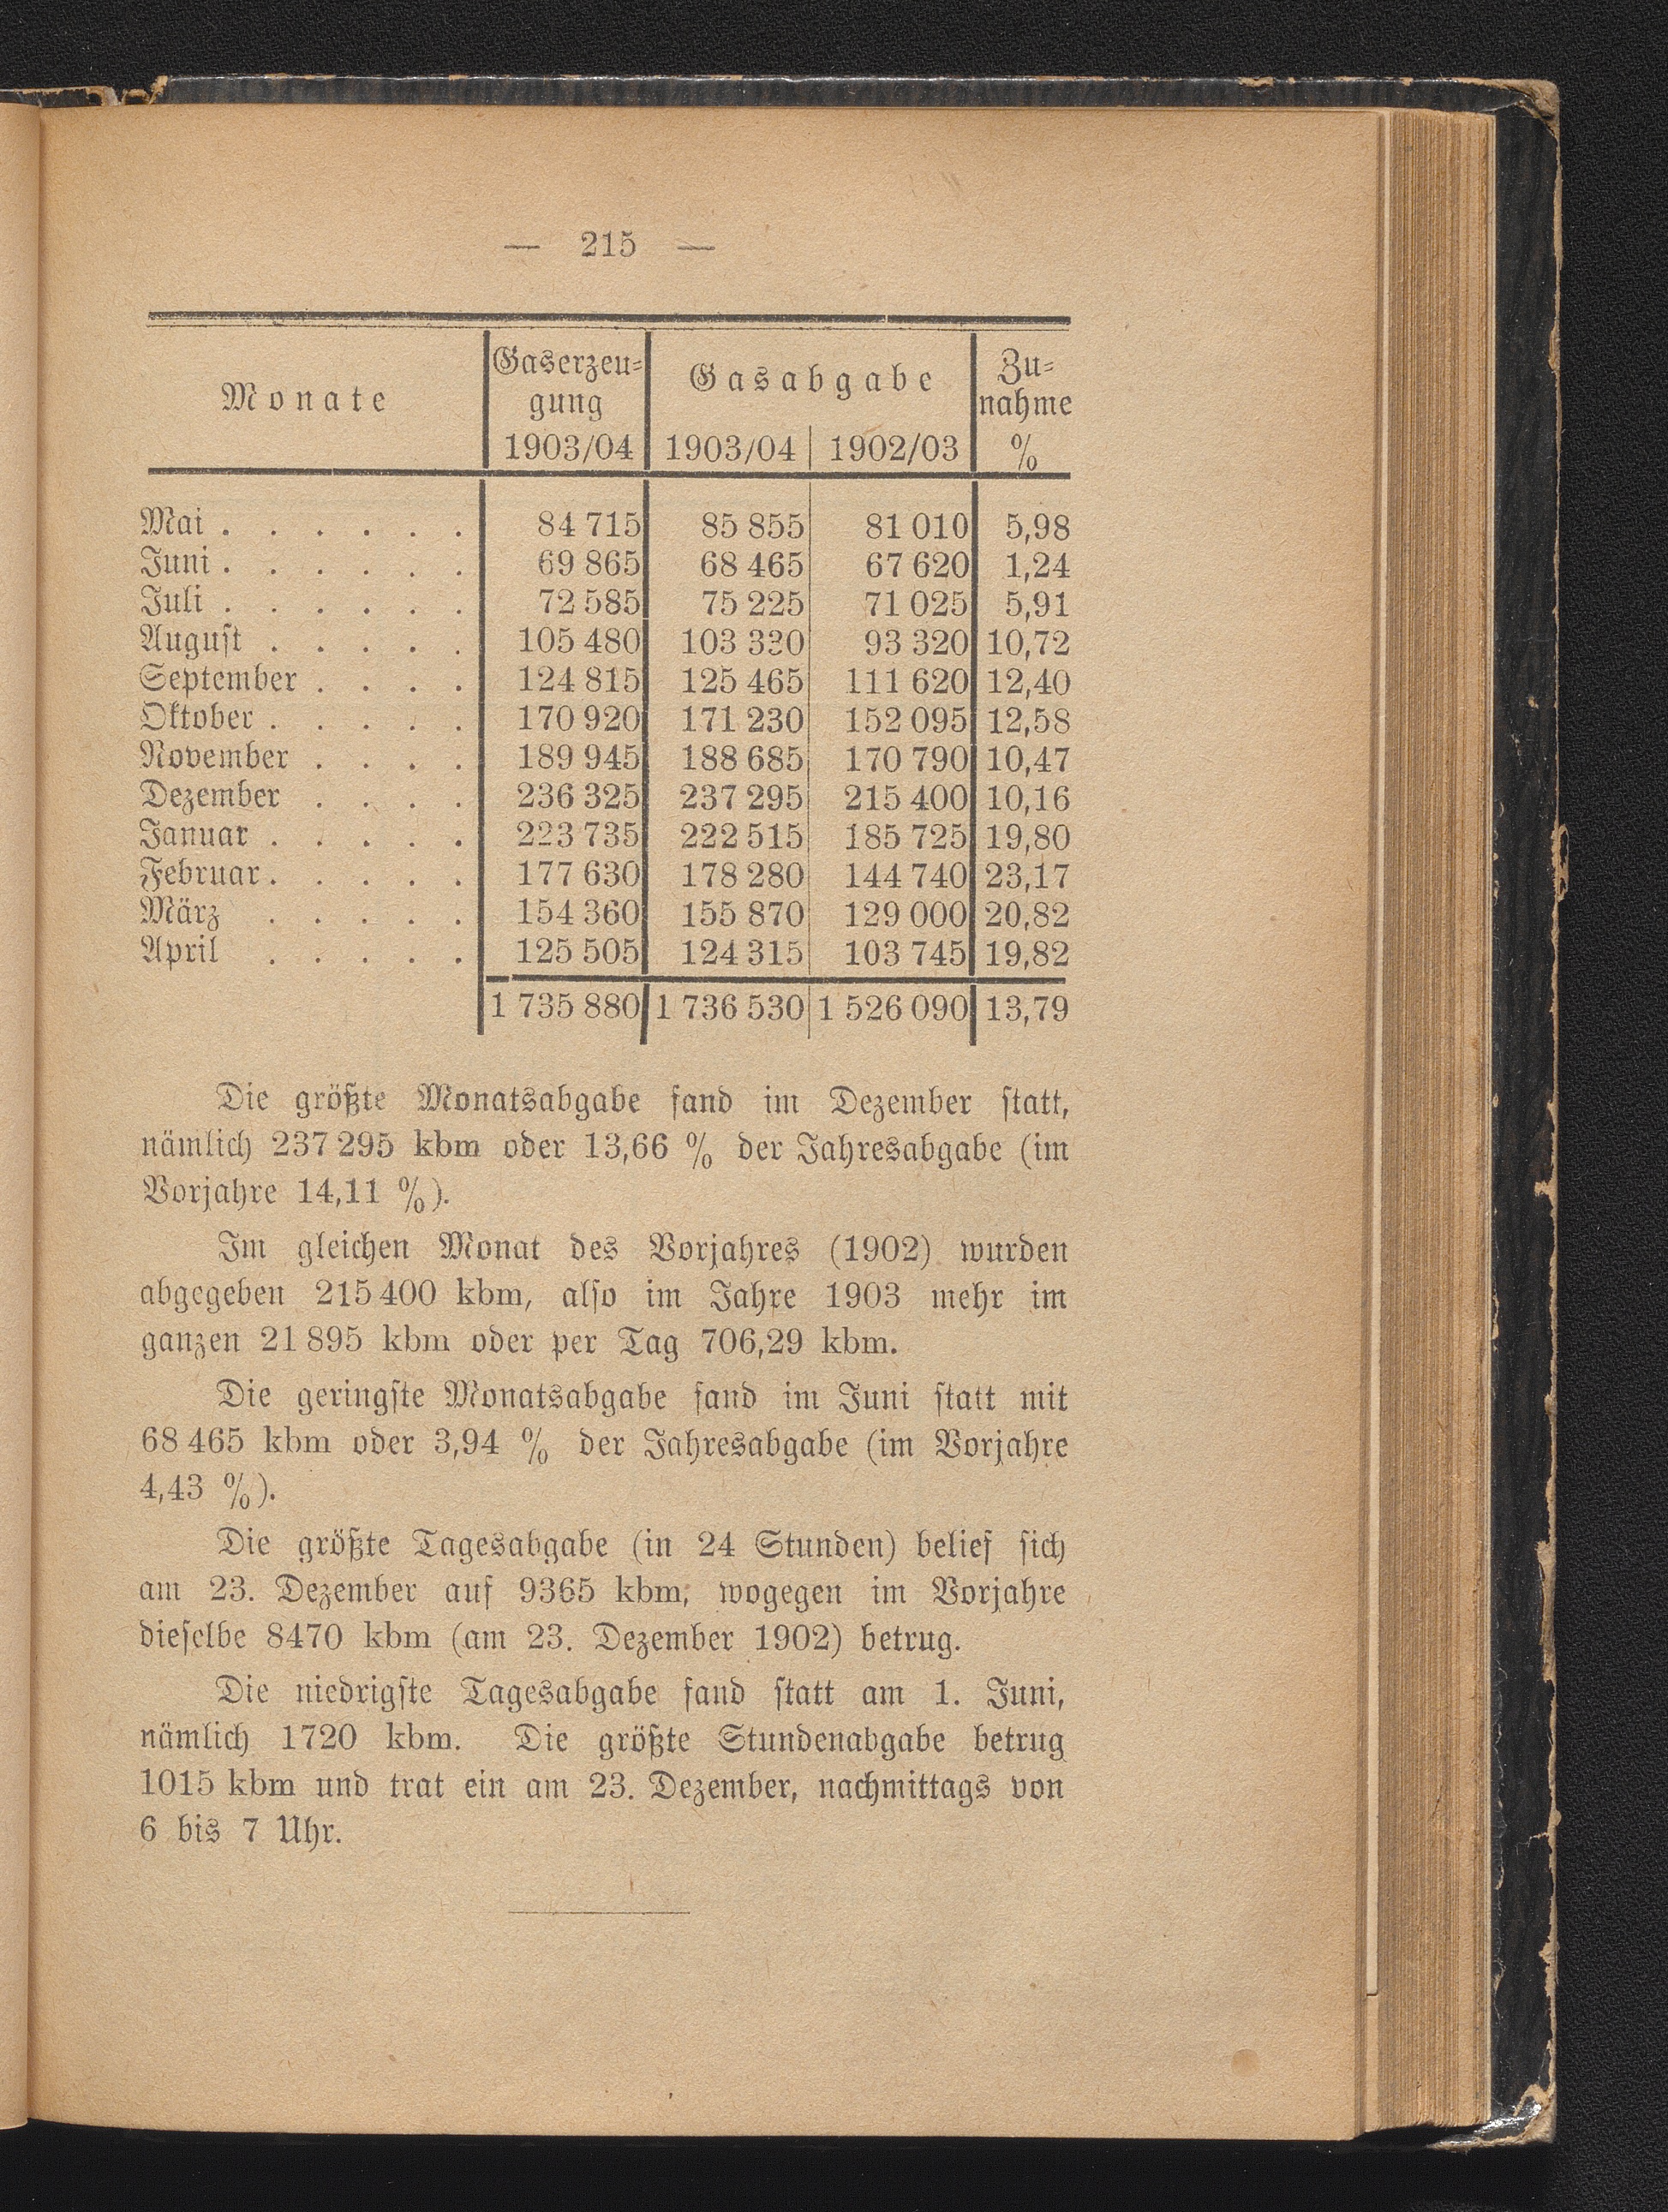 — 215 —
Monate Gaserzeu- Gasabgabe Zu-
gung nahme
1903/04 1903/04 1902/03 %
Mai . . . . . . 84 715 85 855 81 010 5,98
Juni . . . . . . 69 865 68 465 67 620 1,24
Juli . . . . . . 72 585 75 225 71 025 5,91
August . . . . . 105 480 103 330 93 320 10,72
September . . . . 124 815 125 465 111 620 12,40
Oktober . . . . . 170 920 171 230 152 095 12,58
November . . . . 189 945 188 685 170 790 10,47
Dezember . . . . 236 325 237 295 215 400 10,16
Januar . . . . . 223 735 222 515 185 725 19,80
Februar . . . . . 177 630 178 280 144 740 23,17
März . . . . . 154 360 155 870 129 000 20,82
April . . . . . 125 505 124 315 103 745 19,82
1 735 880 1 736 530 1 526 090 13,79
Die größte Monatsabgabe fand im Dezember statt,
nämlich 237 295 kbm oder 13,66 % der Jahresabgabe (im
Vorjahre 14,11 %).
Im gleichen Monat des Vorjahres (1902) wurden
abgegeben 215 400 kbm, also im Jahre 1903 mehr im
ganzen 21 895 kbm oder per Tag 706,29 kbm.
Die geringste Monatsabgabe fand im Juni statt mit
68 465 kbm oder 3,94 % der Jahresabgabe (im Vorjahre
4,43 %).
Die größte Tagesabgabe (in 24 Stunden) belief sich
am 23. Dezember auf 9365 kbm; wogegen im Vorjahre
dieselbe 8470 kbm (am 23. Dezember 1902) betrug.
Die niedrigste Tagesabgabe fand statt am 1. Juni,
nämlich 1720 kbm. Die größte Stundenabgabe betrug
1015 kbm und trat ein am 23. Dezember, nachmittags von
6 bis 7 Uhr.